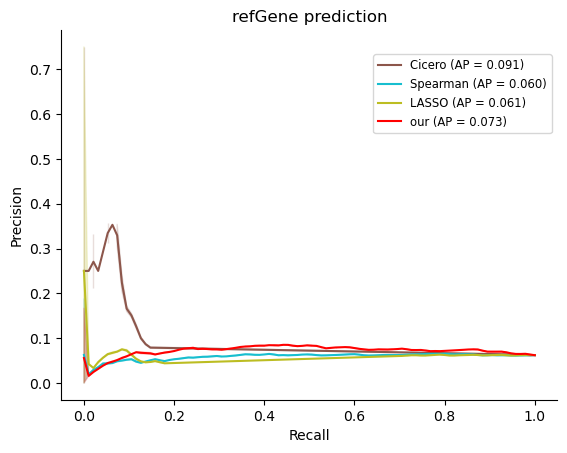 refGene prediction
Cicero (AP = 0.091)
Spearman (AP = 0.060)
LASSO (AP = 0.061)
our (AP = 0.073)
Precision
0.7
0.6
0.5
0.4
0.3
0.2
0.1
0.0
0.0 0.2 0.4 0.6 0.8 1.0
Recall